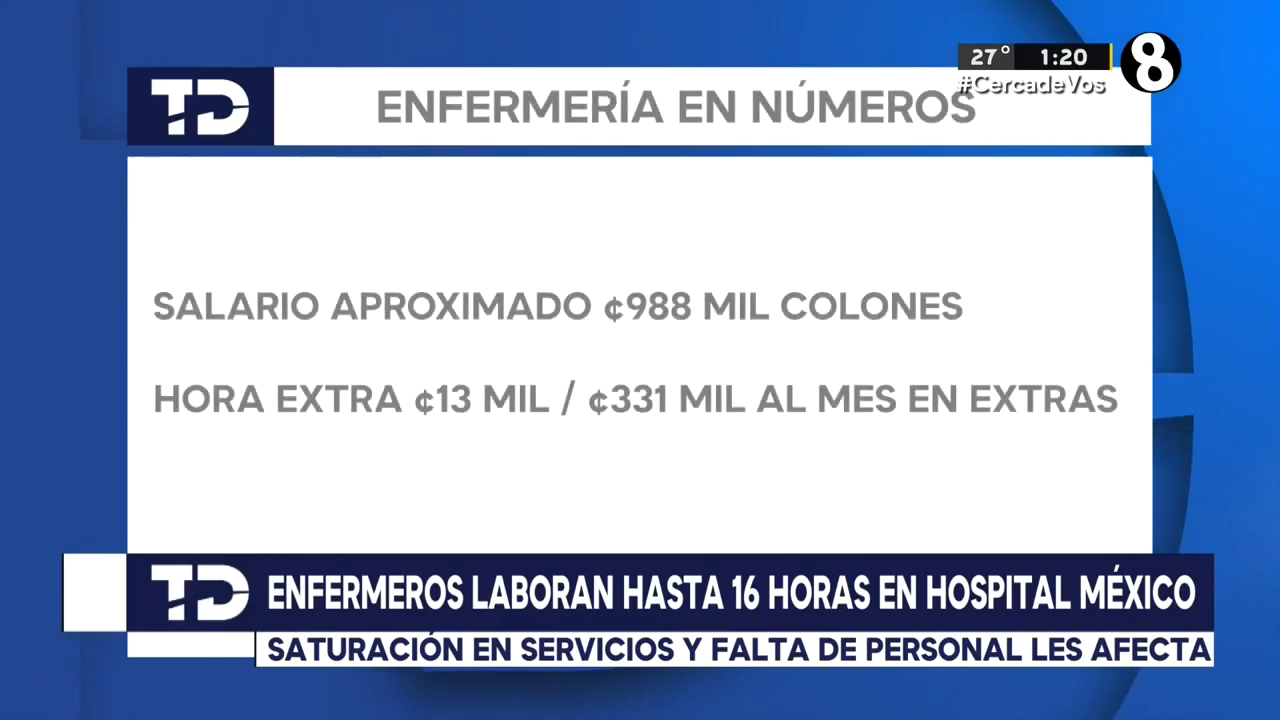 27° 1:20
8
#CercadeVos
TD ENFERMERÍA EN NÚMEROS
SALARIO APROXIMADO ¢988 MIL COLONES
HORA EXTRA ¢13 MIL / ¢331 MIL AL MES EN EXTRAS
TD ENFERMEROS LABORAN HASTA 16 HORAS EN HOSPITAL MÉXICO
SATURACIÓN EN SERVICIOS Y FALTA DE PERSONAL LES AFECTA